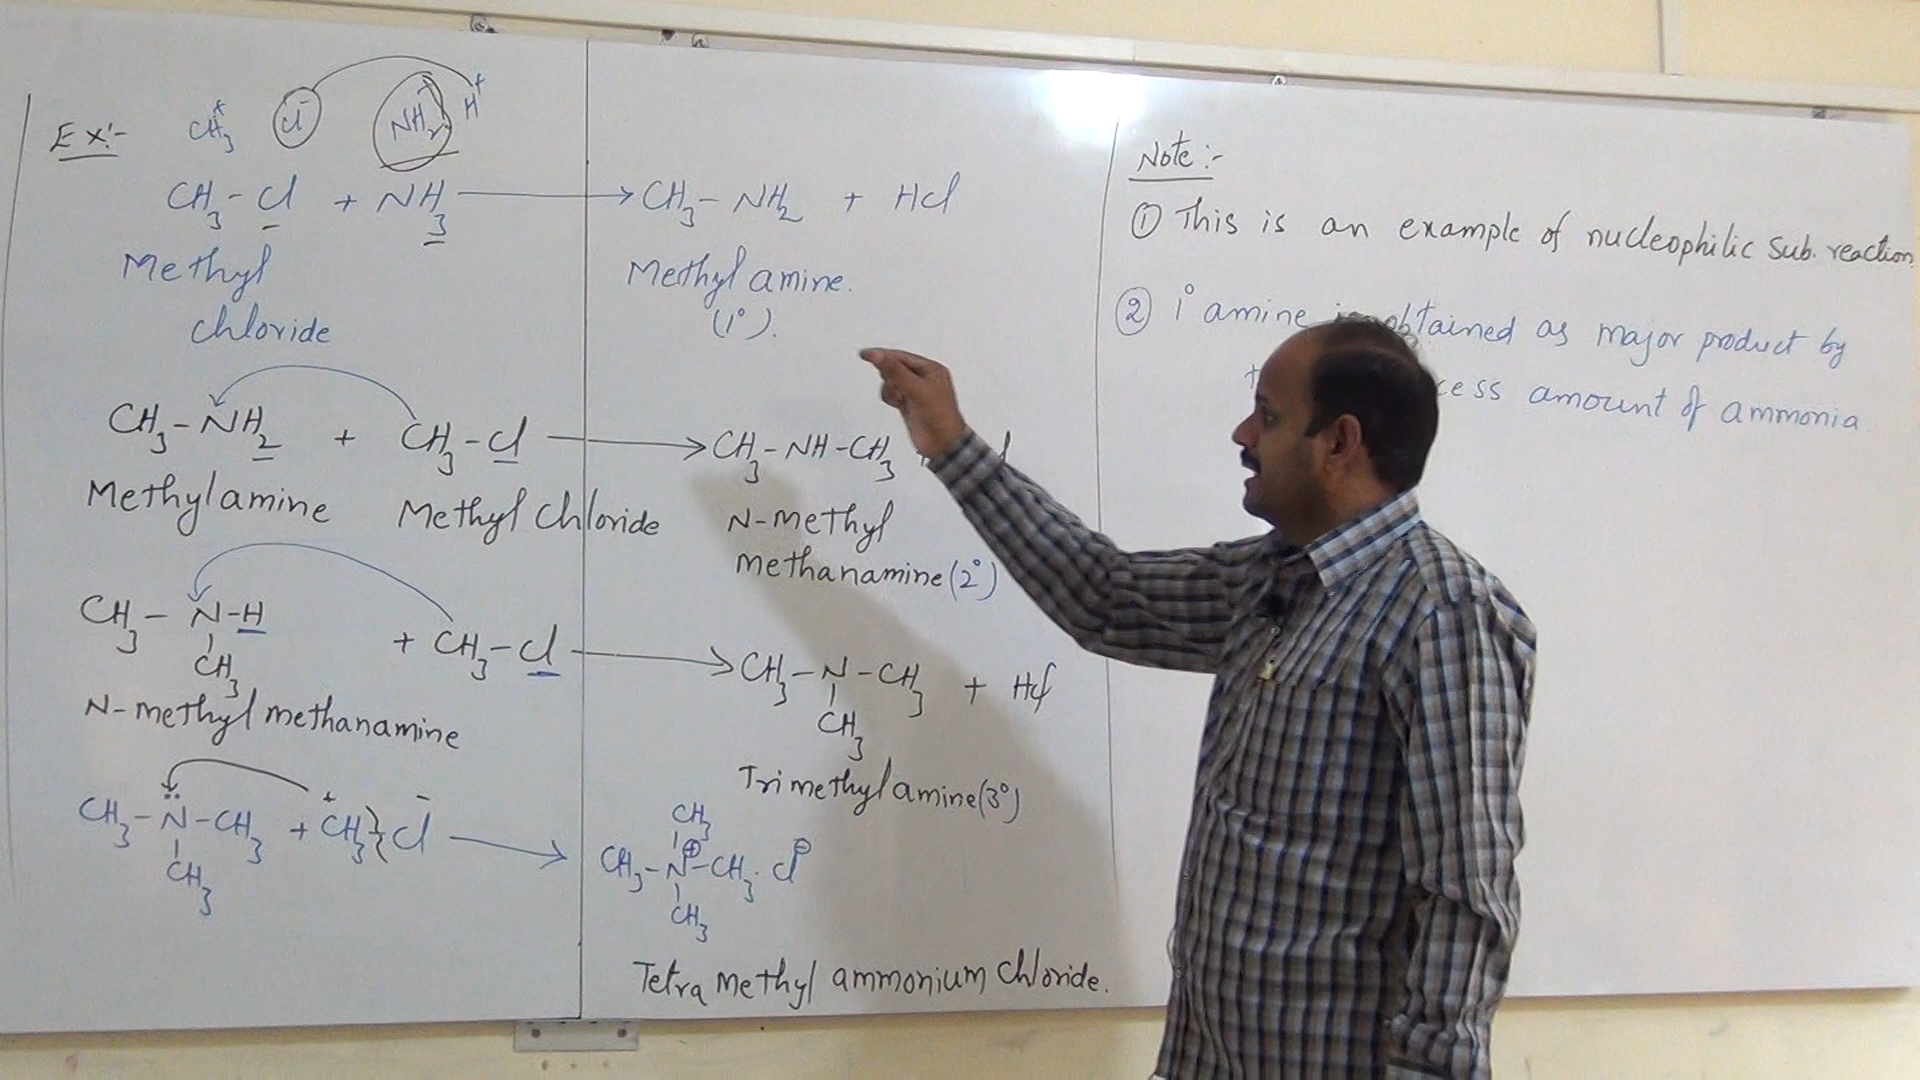 Ex:-
CH3+ Cl- NH2- H+
CH3-Cl + NH3 → CH3-NH2 + HCl
Methyl
chloride
Methyl amine.
(1°).
CH3-NH2 + CH3-Cl → CH3-NH-CH3
Methylamine Methyl chloride
N-methyl
methanamine (2°)
CH3-N-H + CH3-Cl → CH3-N-CH3 + HCl
CH3 CH3
N-methyl methanamine
Trimethyl amine (3°)
CH3-N̈-CH3 + CH3+ Cl- →
CH3
CH3
CH3-N⊕-CH3. Cl⊖
CH3
Tetra methyl ammonium chloride.
Note:-
① This is an example of nucleophilic sub. reaction.
② 1° amine obtained as major product by
amount of ammonia